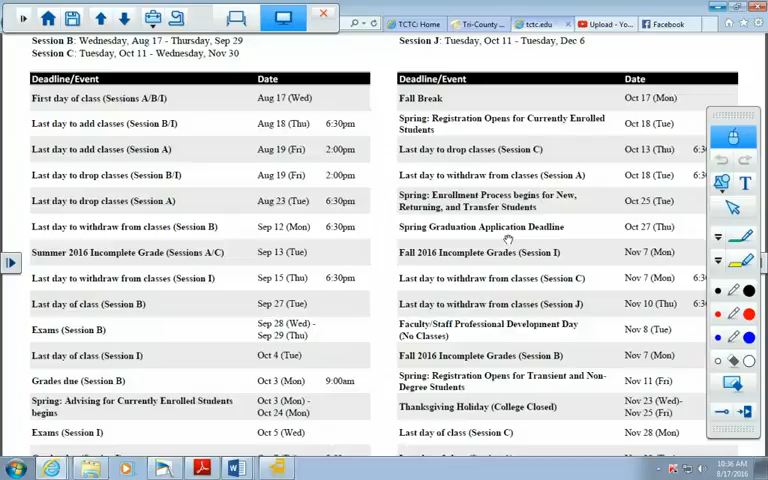 TCTC: Home
Tri-County ...
tctc.edu
Upload - Yo...
Facebook
Session B: Wednesday, Aug 17 - Thursday, Sep 29
Session C: Tuesday, Oct 11 - Wednesday, Nov 30
Session J: Tuesday, Oct 11 - Tuesday, Dec 6
Deadline/Event Date
First day of class (Sessions A/B/I) Aug 17 (Wed)
Last day to add classes (Session B/I) Aug 18 (Thu) 6:30pm
Last day to add classes (Session A) Aug 19 (Fri) 2:00pm
Last day to drop classes (Session B/I) Aug 19 (Fri) 2:00pm
Last day to drop classes (Session A) Aug 23 (Tue) 6:30pm
Last day to withdraw from classes (Session B) Sep 12 (Mon) 6:30pm
Summer 2016 Incomplete Grade (Sessions A/C) Sep 13 (Tue)
Last day to withdraw from classes (Session I) Sep 15 (Thu) 6:30pm
Last day of class (Session B) Sep 27 (Tue)
Exams (Session B) Sep 28 (Wed) -
Sep 29 (Thu)
Last day of class (Session I) Oct 4 (Tue)
Grades due (Session B) Oct 3 (Mon) 9:00am
Spring: Advising for Currently Enrolled Students Oct 3 (Mon) -
begins Oct 24 (Mon)
Exams (Session I) Oct 5 (Wed)
Deadline/Event Date
Fall Break Oct 17 (Mon)
Spring: Registration Opens for Currently Enrolled Oct 18 (Tue)
Students
Last day to drop classes (Session C) Oct 13 (Thu) 6:30
Last day to withdraw from classes (Session A) Oct 18 (Tue) 6:30
Spring: Enrollment Process begins for New, Oct 25 (Tue)
Returning, and Transfer Students
Spring Graduation Application Deadline Oct 27 (Thu)
Fall 2016 Incomplete Grades (Session I) Nov 7 (Mon)
Last day to withdraw from classes (Session C) Nov 7 (Mon)
Last day to withdraw from classes (Session J) Nov 10 (Thu)
Faculty/Staff Professional Development Day Nov 8 (Tue)
(No Classes)
Fall 2016 Incomplete Grades (Session B) Nov 7 (Mon)
Spring: Registration Opens for Transient and Non- Nov 11 (Fri)
Degree Students
Thanksgiving Holiday (College Closed) Nov 23 (Wed)-
Nov 25 (Fri)
Last day of class (Session C) Nov 28 (Mon)
T
10:36 AM
8/17/2016